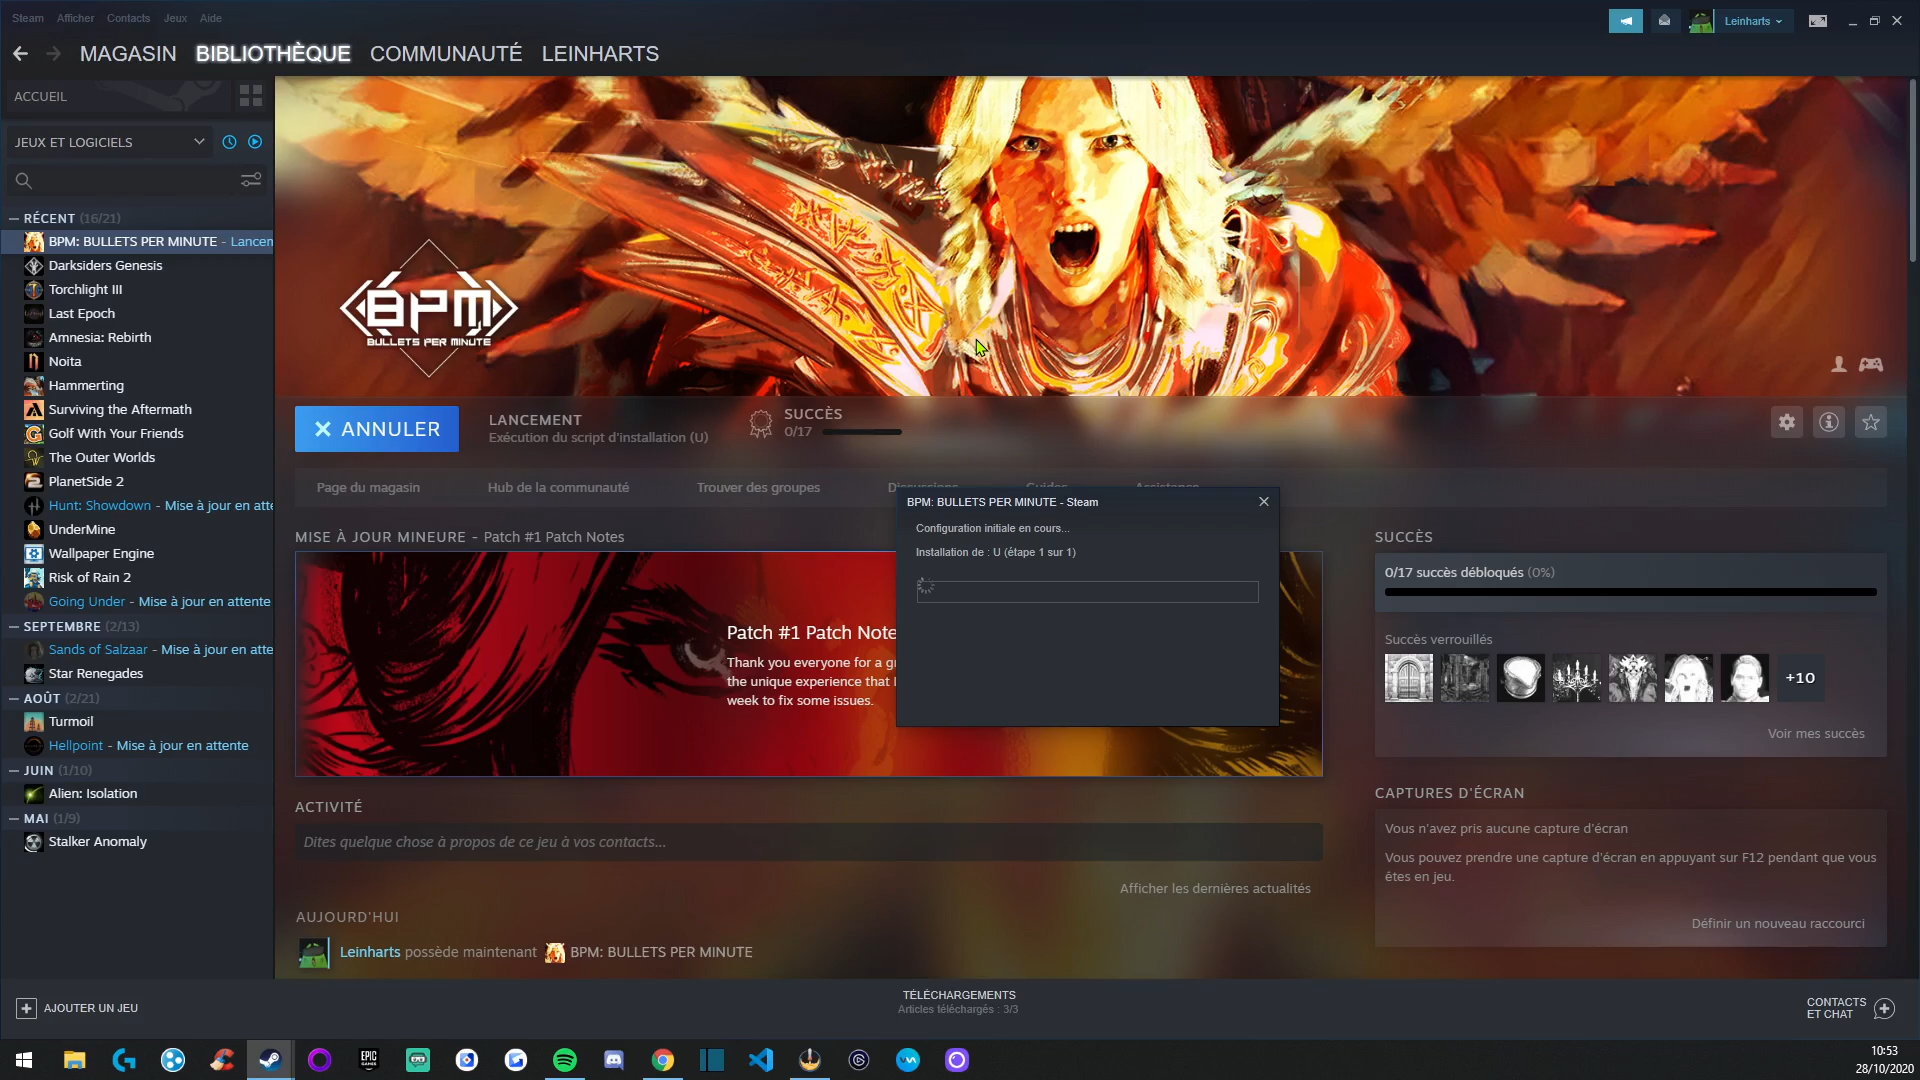 Steam Afficher Contacts Jeux Aide
Leinharts
MAGASIN BIBLIOTHÈQUE COMMUNAUTÉ LEINHARTS
ACCUEIL
JEUX ET LOGICIELS
RÉCENT (16/21)
BPM: BULLETS PER MINUTE - Lancem
Darksiders Genesis
Torchlight III
Last Epoch
Amnesia: Rebirth
Noita
Hammerting
Surviving the Aftermath
Golf With Your Friends
The Outer Worlds
PlanetSide 2
Hunt: Showdown - Mise à jour en atte
UnderMine
Wallpaper Engine
Risk of Rain 2
Going Under - Mise à jour en attente
SEPTEMBRE (2/13)
Sands of Salzaar - Mise à jour en atte
Star Renegades
AOÛT (2/21)
Turmoil
Hellpoint - Mise à jour en attente
JUIN (1/10)
Alien: Isolation
MAI (1/9)
Stalker Anomaly
BPM
BULLETS PER MINUTE
ANNULER
LANCEMENT
Exécution du script d'installation (U)
SUCCÈS
0/17
Page du magasin Hub de la communauté Trouver des groupes Discussions Guides Assistance
MISE À JOUR MINEURE - Patch #1 Patch Notes
Patch #1 Patch Note
Thank you everyone for a gr
the unique experience that
week to fix some issues.
BPM: BULLETS PER MINUTE - Steam
Configuration initiale en cours...
Installation de : U (étape 1 sur 1)
SUCCÈS
0/17 succès débloqués (0%)
Succès verrouillés
+10
Voir mes succès
ACTIVITÉ
Dites quelque chose à propos de ce jeu à vos contacts...
Afficher les dernières actualités
AUJOURD'HUI
Leinharts possède maintenant BPM: BULLETS PER MINUTE
CAPTURES D'ÉCRAN
Vous n'avez pris aucune capture d'écran
Vous pouvez prendre une capture d'écran en appuyant sur F12 pendant que vous
êtes en jeu.
Définir un nouveau raccourci
AJOUTER UN JEU
TÉLÉCHARGEMENTS
Articles téléchargés : 3/3
CONTACTS
ET CHAT
EPIC
GAMES
10:53
28/10/2020